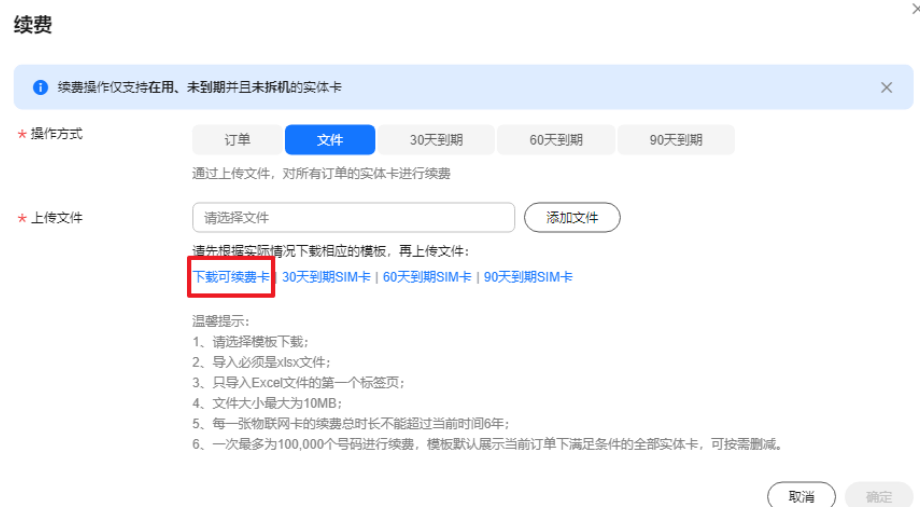 续费
续费操作仅支持在用、未到期并且未拆机的实体卡
* 操作方式
订单 文件 30天到期 60天到期 90天到期
通过上传文件，对所有订单的实体卡进行续费
* 上传文件
请选择文件 添加文件
请先根据实际情况下载相应的模板，再上传文件：
下载可续费卡 | 30天到期SIM卡 | 60天到期SIM卡 | 90天到期SIM卡
温馨提示：
1、请选择模板下载；
2、导入必须是xlsx文件；
3、只导入Excel文件的第一个标签页；
4、文件大小最大为10MB；
5、每一张物联网卡的续费总时长不能超过当前时间6年；
6、一次最多为100,000个号码进行续费，模板默认展示当前订单下满足条件的全部实体卡，可按需删减。
取消 确定